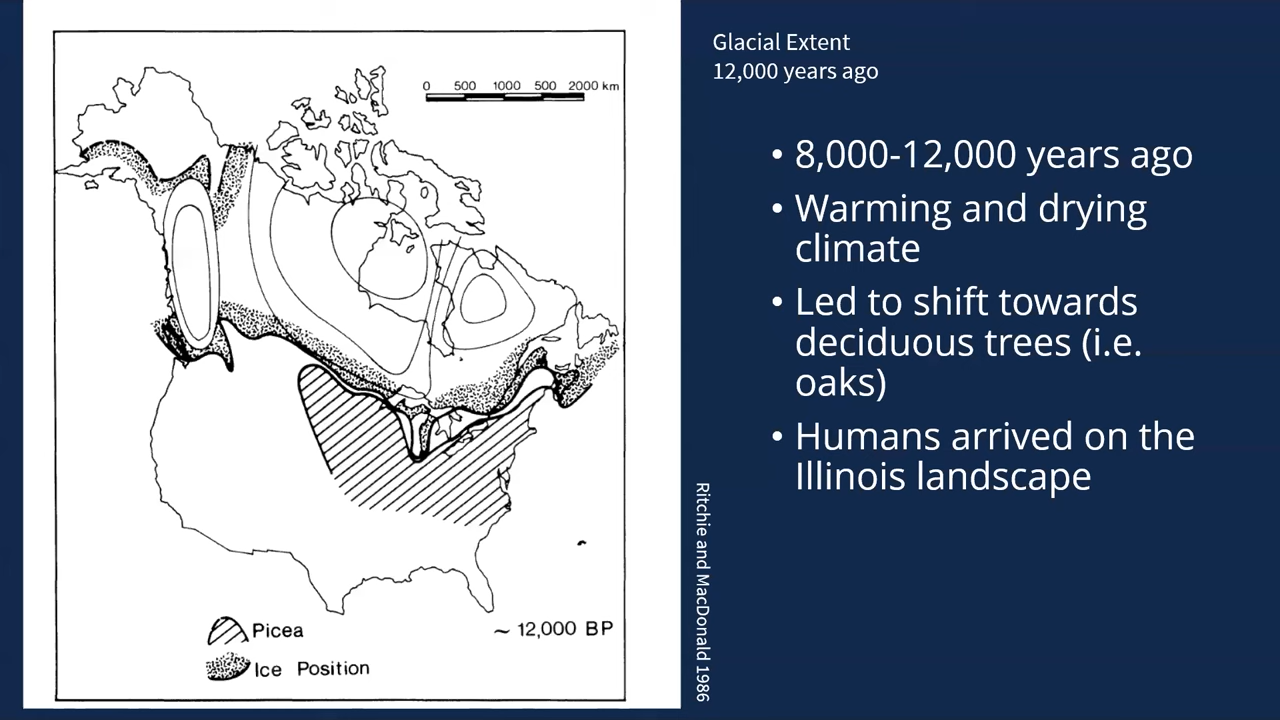 0 500 1000 500 2000 km
Picea
~ 12,000 BP
Ice Position
Ritchie and MacDonald 1986
Glacial Extent
12,000 years ago
• 8,000-12,000 years ago
• Warming and drying
climate
• Led to shift towards
deciduous trees (i.e.
oaks)
• Humans arrived on the
Illinois landscape